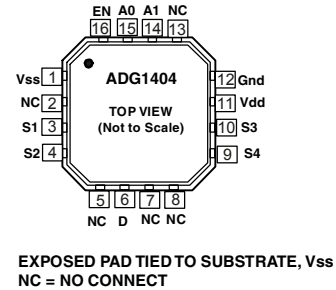 EN A0 A1 NC
16 15 14 13
Vss 1 ADG1404 12 Gnd
NC 2 TOP VIEW 11 Vdd
S1 3 (Not to Scale) 10 S3
S2 4 9 S4
5 6 7 8
NC D NC NC
EXPOSED PAD TIED TO SUBSTRATE, Vss
NC = NO CONNECT